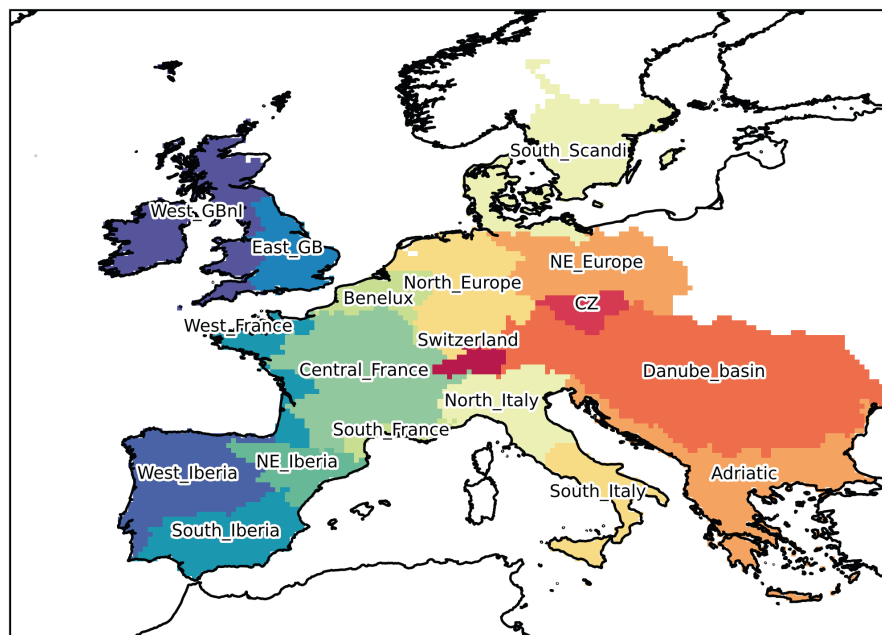 South_Scandi
West_GBnI
East_GB
NE_Europe
North_Europe
Benelux
CZ
West_France
Switzerland
Central_France
Danube_basin
North_Italy
South_France
NE_Iberia
West_Iberia
Adriatic
South_Italy
South_Iberia